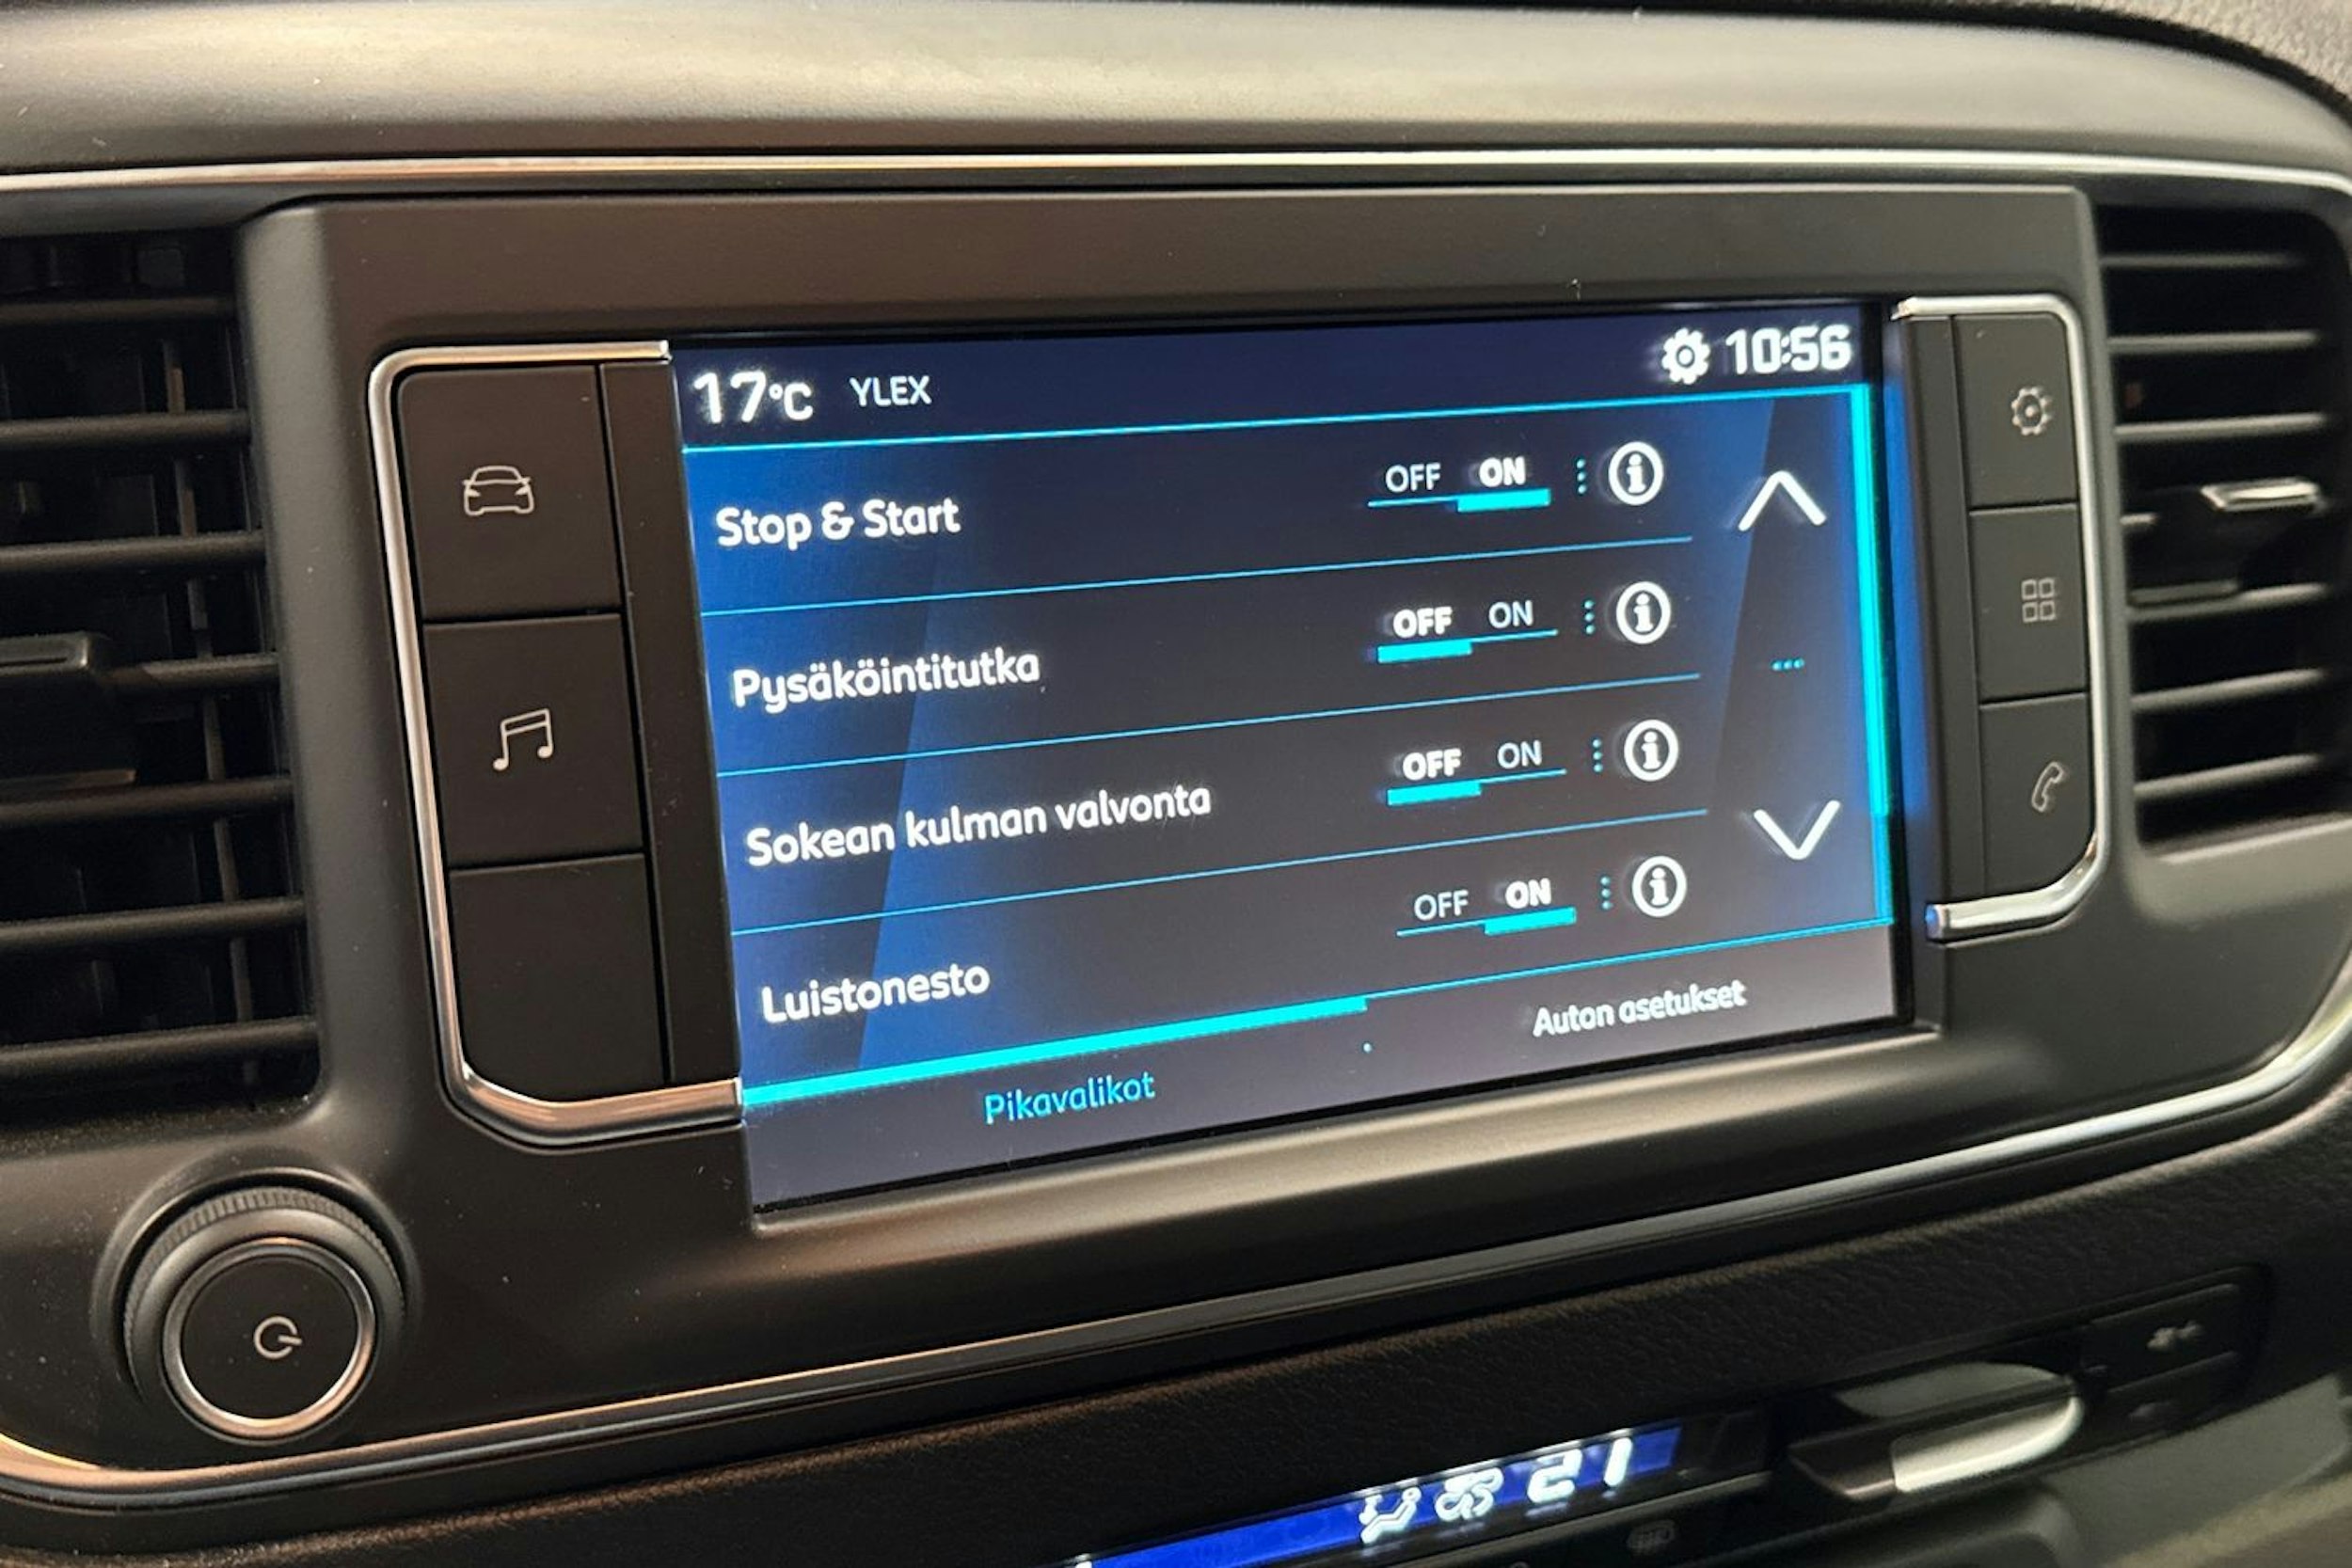 17°C YLEX 10:56
Stop & Start OFF ON
Pysäköintitutka OFF ON
Sokean kulman valvonta OFF ON
Luistonesto OFF ON
Pikavalikot Auton asetukset
21